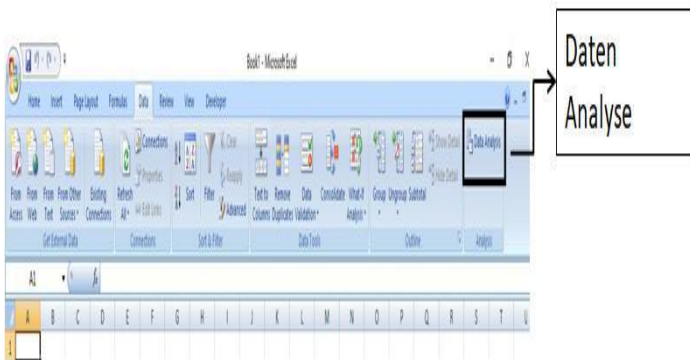 Book1 - Microsoft Excel
Daten
Analyse
Home Insert Page Layout Formulas Data Review View Developer
From Access
From Web
From Text
From Other Sources
Existing Connections
Get External Data
Refresh All
Connections
Properties
Edit Links
Connections
Sort
Filter
Clear
Reapply
Advanced
Sort & Filter
Text to Columns
Remove Duplicates
Data Validation
Consolidate
What-If Analysis
Data Tools
Group
Ungroup
Subtotal
Show Detail
Hide Detail
Outline
Data Analysis
Analysis
A1 fx
A B C D E F G H I J K L M N O P Q R S T U
1